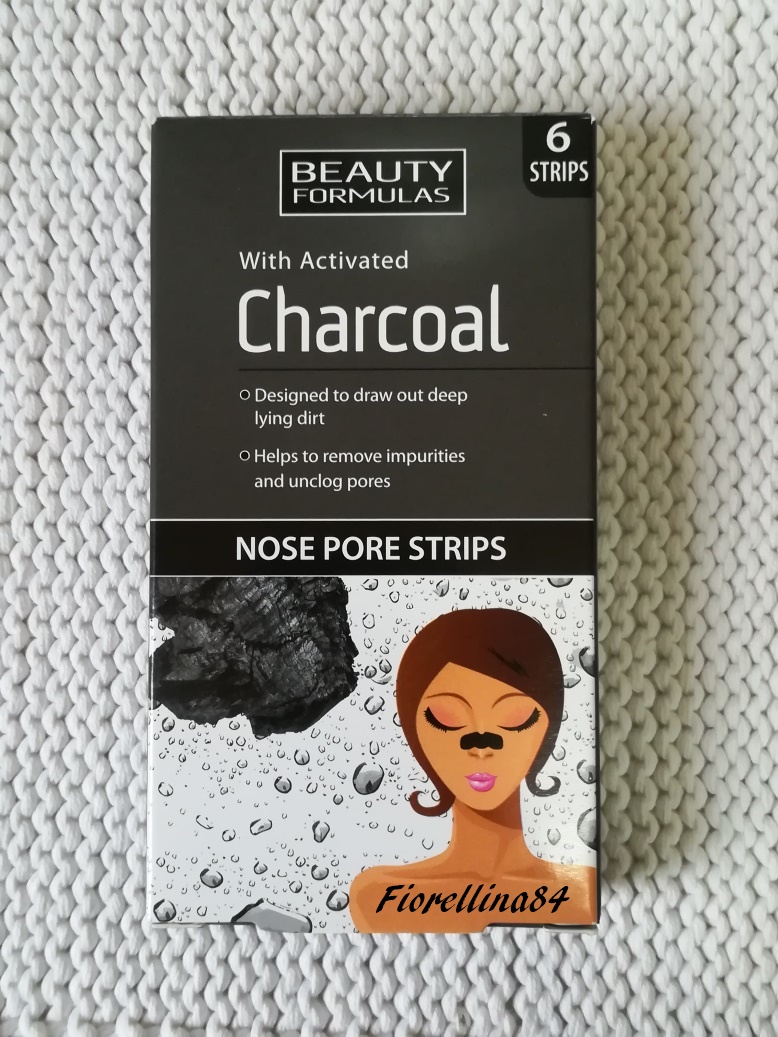 6
STRIPS
BEAUTY
FORMULAS
With Activated
Charcoal
Designed to draw out deep
lying dirt
Helps to remove impurities
and unclog pores
NOSE PORE STRIPS
Fiorellina84